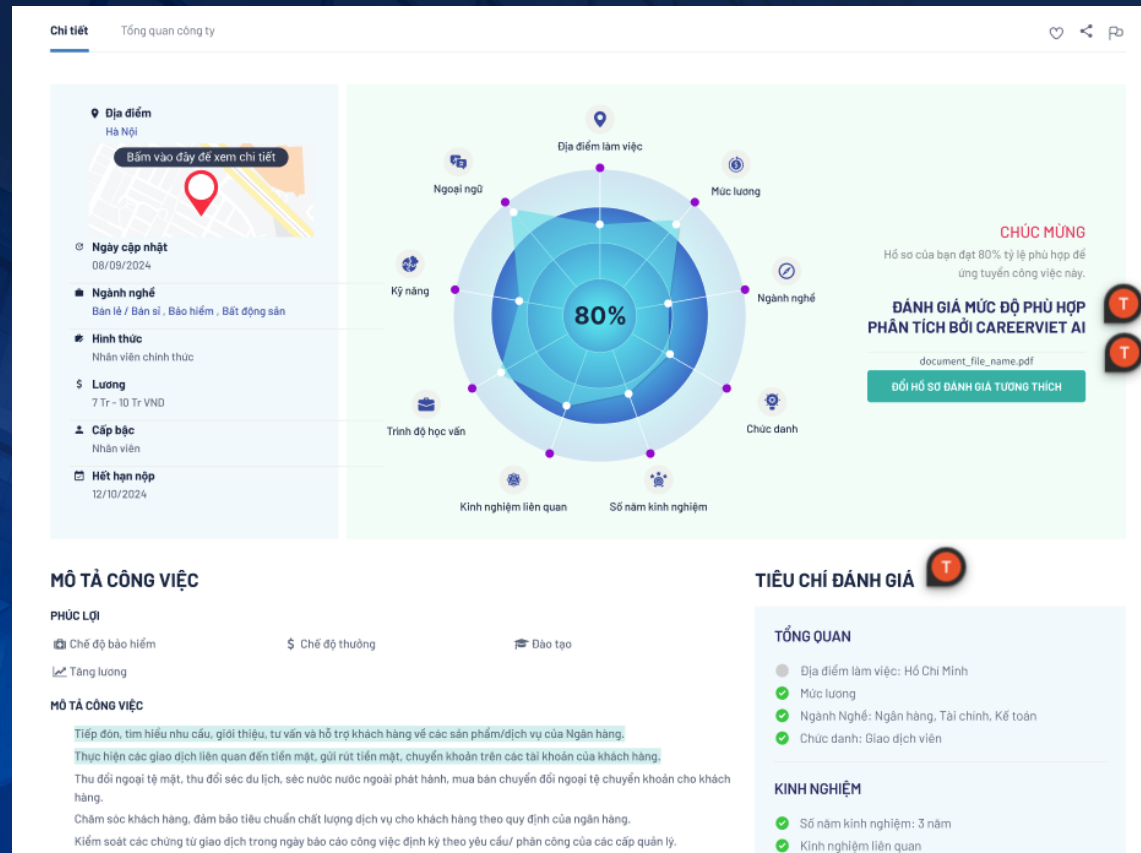 Chi tiết
Tổng quan công ty
Địa điểm
Hà Nội
Bấm vào đây để xem chi tiết
Ngày cập nhật
08/09/2024
Ngành nghề
Bán lẻ / Bán sỉ , Bảo hiểm , Bất động sản
Hình thức
Nhân viên chính thức
$ Lương
7 Tr - 10 Tr VND
Cấp bậc
Nhân viên
Hết hạn nộp
12/10/2024
Địa điểm làm việc
Ngoại ngữ
Mức lương
Kỹ năng
Ngành nghề
80%
Trình độ học vấn
Chức danh
Kinh nghiệm liên quan
Số năm kinh nghiệm
CHÚC MỪNG
Hồ sơ của bạn đạt 80% tỷ lệ phù hợp để
ứng tuyển công việc này.
ĐÁNH GIÁ MỨC ĐỘ PHÙ HỢP
PHÂN TÍCH BỞI CAREERVIET AI
T
T
document_file_name.pdf
ĐỔI HỒ SƠ ĐÁNH GIÁ TƯƠNG THÍCH
MÔ TẢ CÔNG VIỆC
PHÚC LỢI
Chế độ bảo hiểm
$ Chế độ thưởng
Đào tạo
Tăng lương
MÔ TẢ CÔNG VIỆC
Tiếp đón, tìm hiểu nhu cầu, giới thiệu, tư vấn và hỗ trợ khách hàng về các sản phẩm/dịch vụ của Ngân hàng.
Thực hiện các giao dịch liên quan đến tiền mặt, gửi rút tiền mặt, chuyển khoản trên các tài khoản của khách hàng.
Thu đổi ngoại tệ mặt, thu đổi séc du lịch, séc nước nước ngoài phát hành, mua bán chuyển đổi ngoại tệ chuyển khoản cho khách
hàng.
Chăm sóc khách hàng, đảm bảo tiêu chuẩn chất lượng dịch vụ cho khách hàng theo quy định của ngân hàng.
Kiểm soát các chứng từ giao dịch trong ngày báo cáo công việc định kỳ theo yêu cầu/ phân công của các cấp quản lý.
TIÊU CHÍ ĐÁNH GIÁ
T
TỔNG QUAN
Địa điểm làm việc: Hồ Chí Minh
Mức lương
Ngành Nghề: Ngân hàng, Tài chính, Kế toán
Chức danh: Giao dịch viên
KINH NGHIỆM
Số năm kinh nghiệm: 3 năm
Kinh nghiệm liên quan